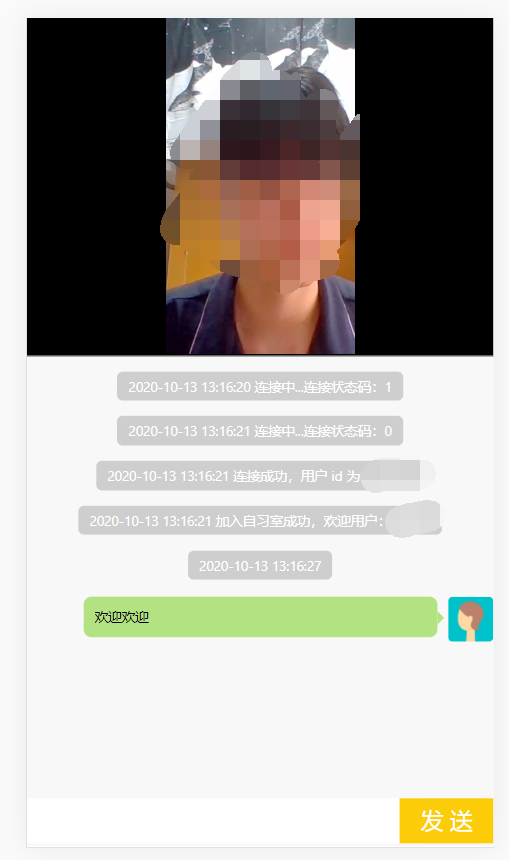 2020-10-13 13:16:20 连接中...连接状态码：1
2020-10-13 13:16:21 连接中...连接状态码：0
2020-10-13 13:16:21 连接成功，用户 id 为
2020-10-13 13:16:21 加入自习室成功，欢迎用户：
2020-10-13 13:16:27
欢迎欢迎
发 送